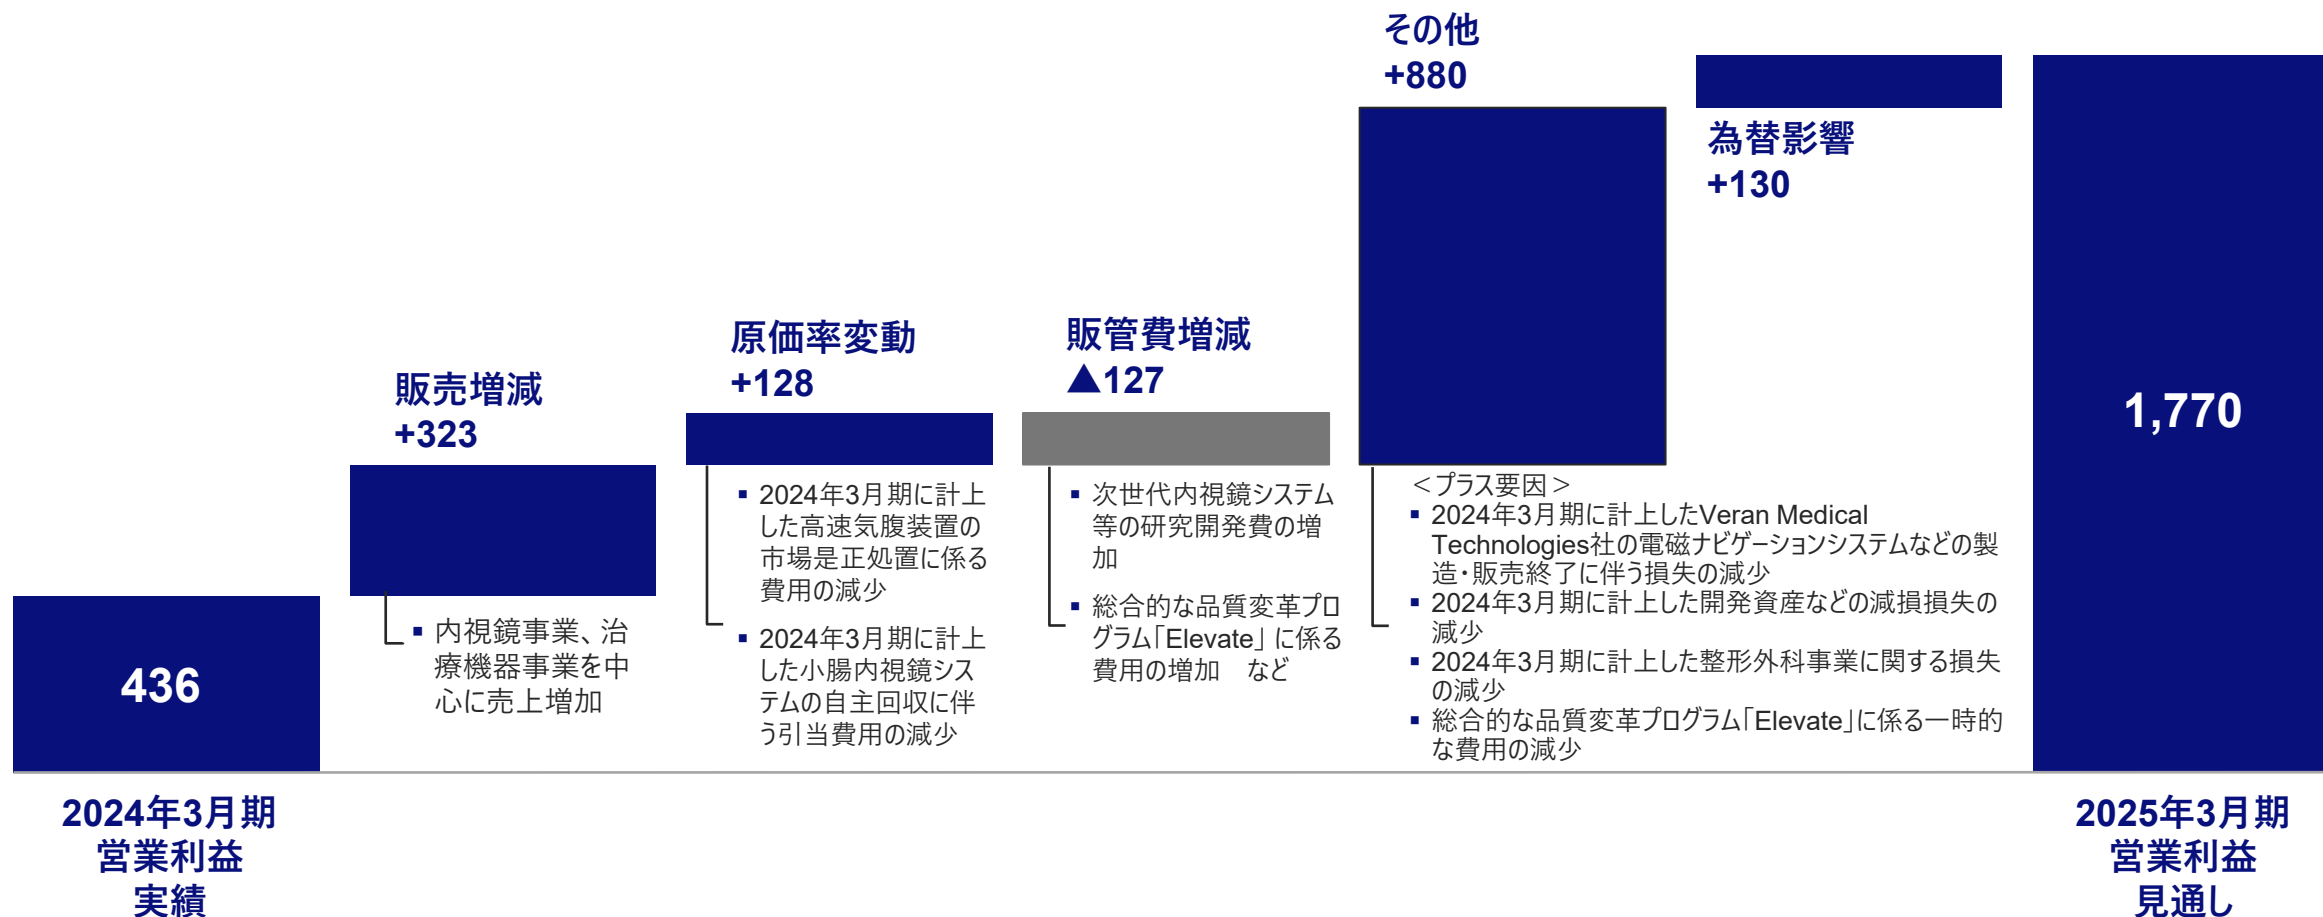 436
2024年3月期
営業利益
実績
販売増減
+323
▪ 内視鏡事業、治
療機器事業を中
心に売上増加
原価率変動
+128
▪ 2024年3月期に計上
した高速気腹装置の
市場是正処置に係る
費用の減少
▪ 2024年3月期に計上
した小腸内視鏡シス
テムの自主回収に伴
う引当費用の減少
販管費増減
▲127
▪ 次世代内視鏡システム
等の研究開発費の増
加
▪ 総合的な品質変革プロ
グラム「Elevate」に係る
費用の増加　など
その他
+880
＜プラス要因＞
▪ 2024年3月期に計上したVeran Medical
Technologies社の電磁ナビゲーションシステムなどの製
造・販売終了に伴う損失の減少
▪ 2024年3月期に計上した開発資産などの減損損失の
減少
▪ 2024年3月期に計上した整形外科事業に関する損失
の減少
▪ 総合的な品質変革プログラム「Elevate」に係る一時的
な費用の減少
為替影響
+130
1,770
2025年3月期
営業利益
見通し